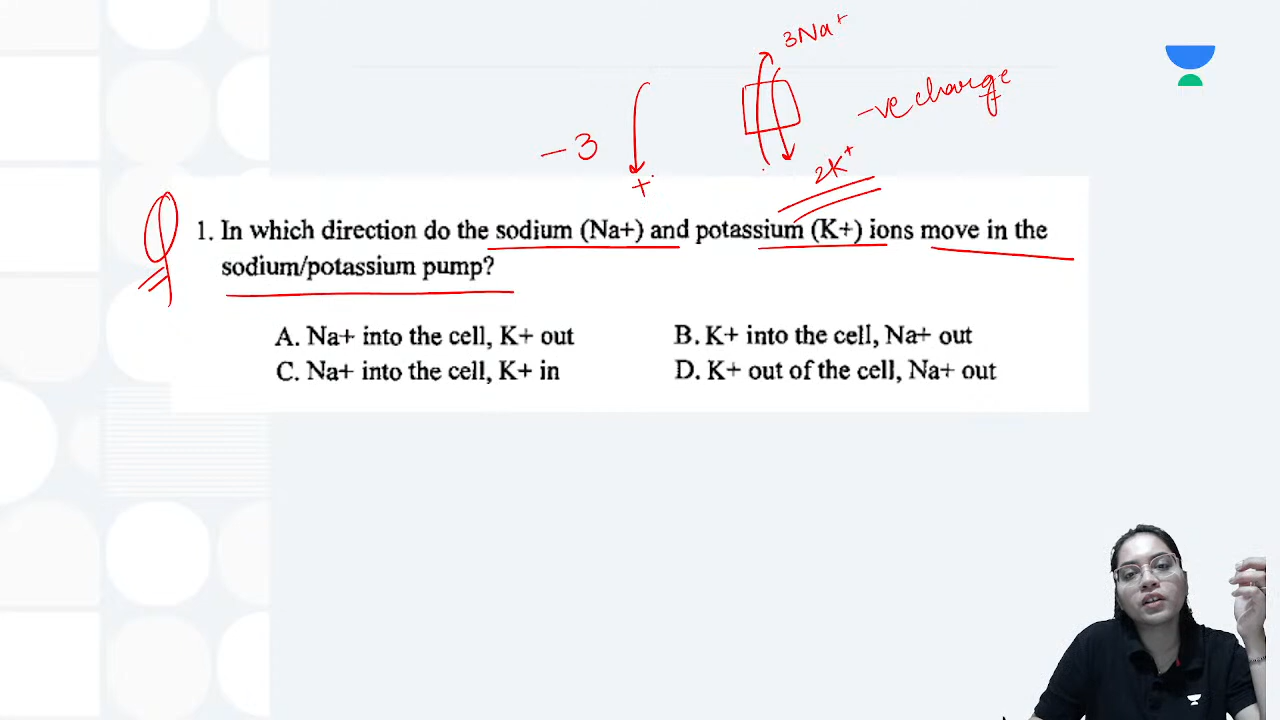 3Na+
-ve charge
-3
2K+
+
Q
1. In which direction do the sodium (Na+) and potassium (K+) ions move in the
sodium/potassium pump?
A. Na+ into the cell, K+ out
B. K+ into the cell, Na+ out
C. Na+ into the cell, K+ in
D. K+ out of the cell, Na+ out